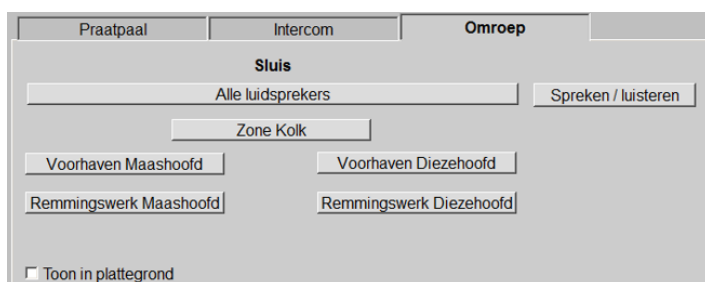 Praatpaal Intercom Omroep
Sluis
Alle luidsprekers Spreken / luisteren
Zone Kolk
Voorhaven Maashoofd Voorhaven Diezehoofd
Remmingswerk Maashoofd Remmingswerk Diezehoofd
Toon in plattegrond